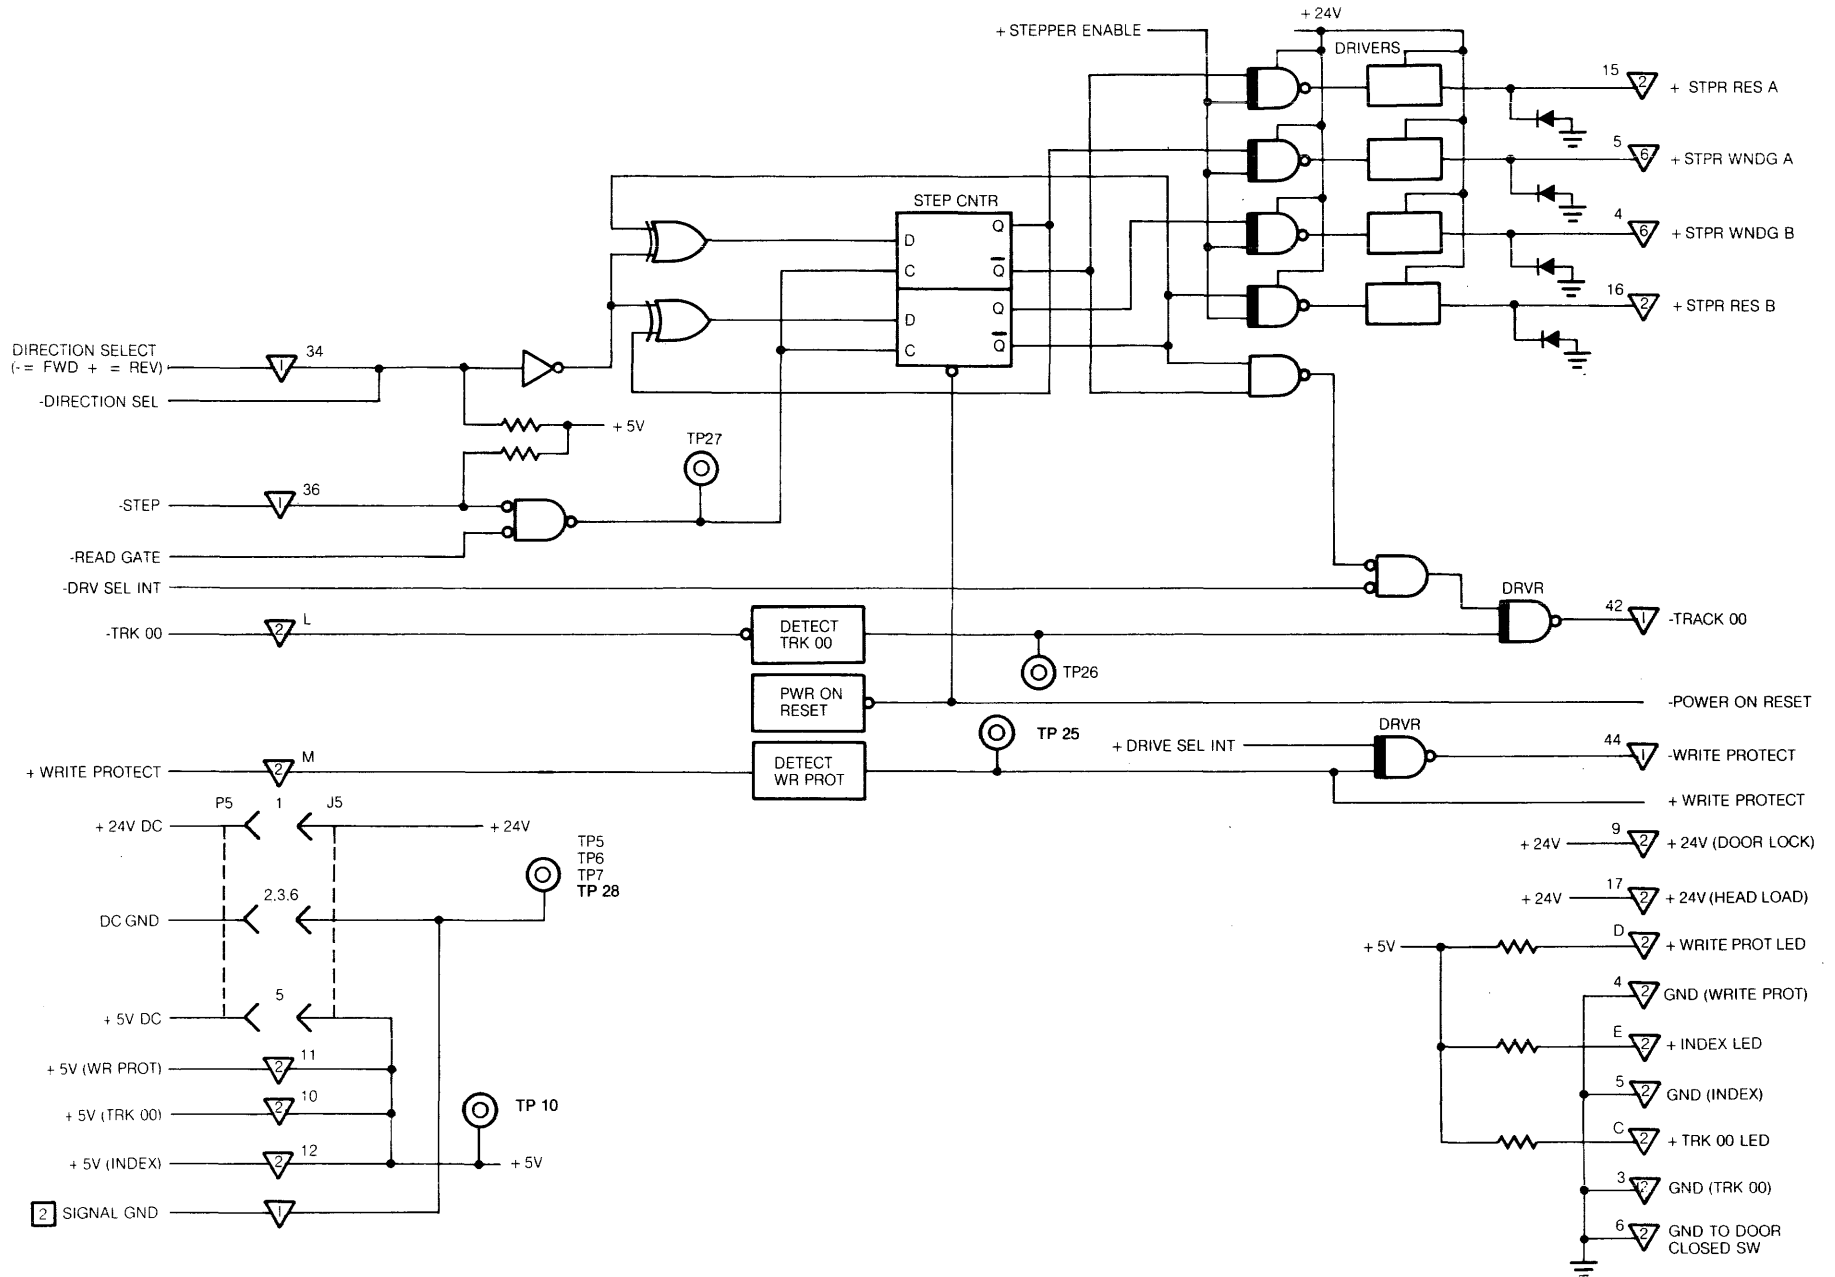 + 24V
+ STEPPER ENABLE
DRIVERS
15
2
+ STPR RES A
5
6
+ STPR WNDG A
4
6
+ STPR WNDG B
16
2
+ STPR RES B
STEP CNTR
D
Q
C
Q
D
Q
C
Q
DIRECTION SELECT
(- = FWD + = REV)
34
1
-DIRECTION SEL
+ 5V
TP27
-STEP
36
1
-READ GATE
-DRV SEL INT
-TRK 00
2
L
DETECT
TRK 00
TP26
DRVR
42
1
-TRACK 00
PWR ON
RESET
-POWER ON RESET
+ WRITE PROTECT
2
M
DETECT
WR PROT
TP 25
+ DRIVE SEL INT
DRVR
44
1
-WRITE PROTECT
+ WRITE PROTECT
P5
1
J5
+ 24V DC
+ 24V
TP5
TP6
TP7
TP 28
DC GND
2.3.6
+ 5V DC
5
+ 5V (WR PROT)
2
11
+ 5V (TRK 00)
2
10
TP 10
+ 5V (INDEX)
2
12
+ 5V
2
SIGNAL GND
1
+ 24V
9
2
+ 24V (DOOR LOCK)
+ 24V
17
2
+ 24V (HEAD LOAD)
+ 5V
D
2
+ WRITE PROT LED
4
2
GND (WRITE PROT)
E
2
+ INDEX LED
5
2
GND (INDEX)
C
2
+ TRK 00 LED
3
2
GND (TRK 00)
6
2
GND TO DOOR
CLOSED SW